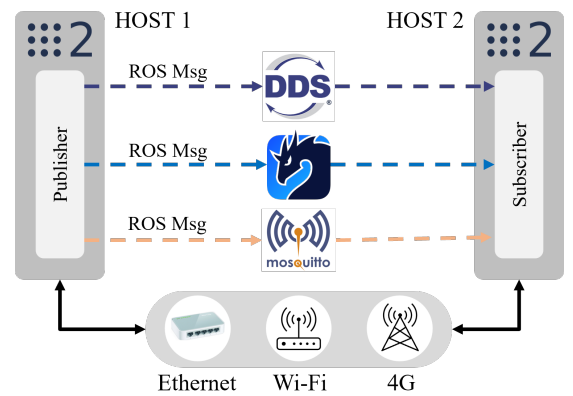 HOST 1
HOST 2
2
2
ROS Msg
DDS
®
Publisher
Subscriber
ROS Msg
ROS Msg
mosquitto
Ethernet
Wi-Fi
4G